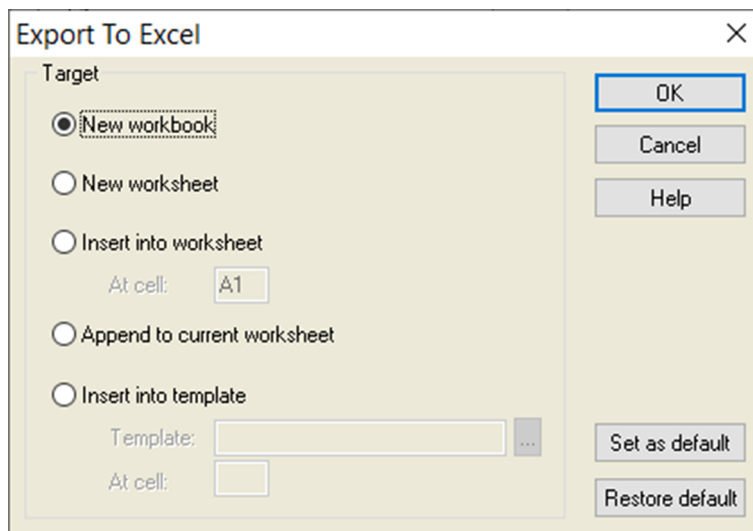 Export To Excel
Target
New workbook
New worksheet
Insert into worksheet
At cell: A1
Append to current worksheet
Insert into template
Template: ...
At cell:
OK
Cancel
Help
Set as default
Restore default